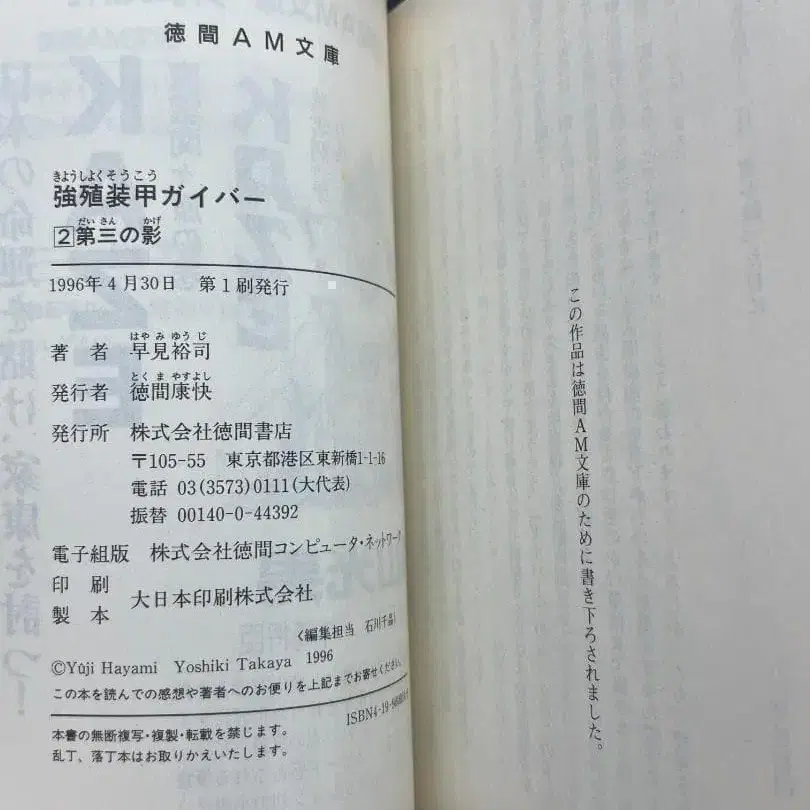 徳間AM文庫
きょうしょくそうこう
強殖装甲ガイバー
だいさん かげ
2第三の影
1996年4月30日 第1刷発行
はやみゆうじ
著者 早見裕司
とくまやすよし
発行者 徳間康快
発行所 株式会社徳間書店
〒105-55 東京都港区東新橋1-1-16
電話 03(3573)0111(大代表)
振替 00140-0-44392
電子組版 株式会社徳間コンピュータ・ネットワーク
印刷
製本 大日本印刷株式会社
〈編集担当 石川千晶〉
©Yûji Hayami Yoshiki Takaya 1996
この本を読んでの感想や著者へのお便りを上記までお寄せください。
ISBN4-19-
本書の無断複写・複製・転載を禁じます。
乱丁、落丁本はお取りかえいたします。
この作品は徳間AM文庫のために書き下ろされました。